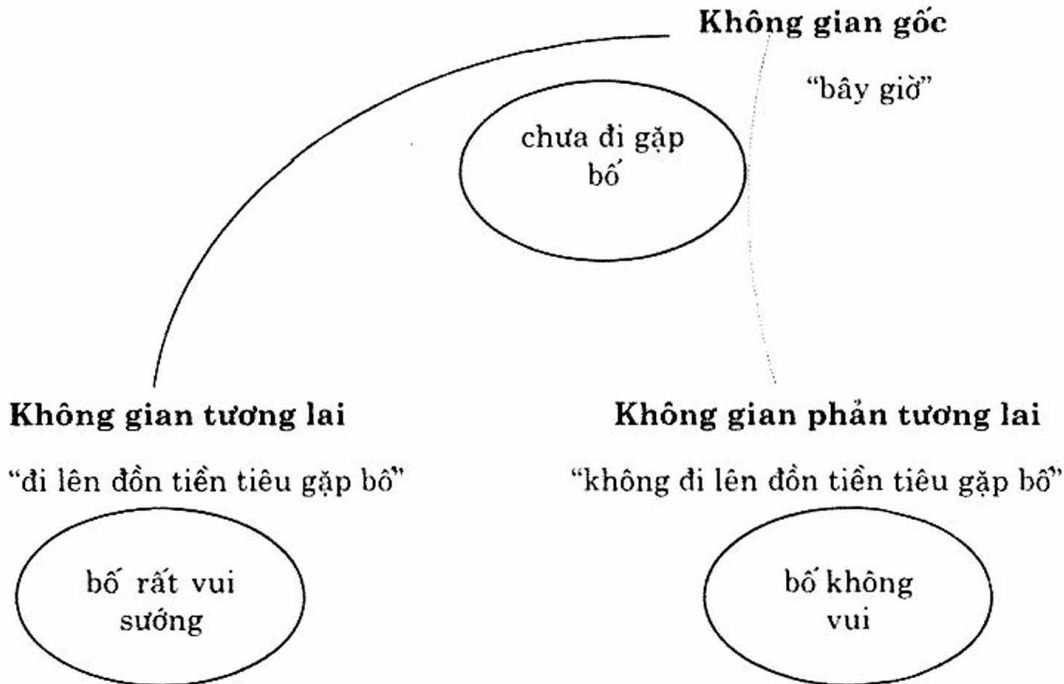 Không gian gốc
“bây giờ”
chưa đi gặp
bố
Không gian tương lai
Không gian phản tương lai
“đi lên đồn tiền tiêu gặp bố”
“không đi lên đồn tiền tiêu gặp bố”
bố rất vui
sướng
bố không
vui